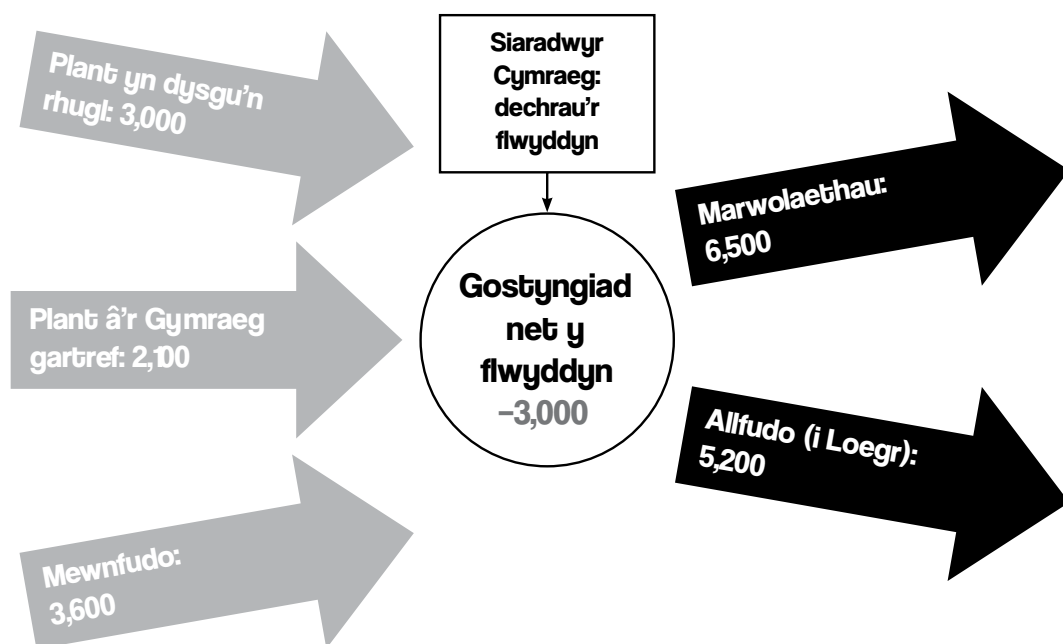 Plant yn dysgu'n
rhugl: 3,000
Plant â'r Gymraeg
gartref: 2,100
Mewnfudo:
3,600
Siaradwyr
Cymraeg:
dechrau'r
flwyddyn
Gostyngiad
net y
flwyddyn
–3,000
Marwolaethau:
6,500
Allfudo (i Loegr):
5,200